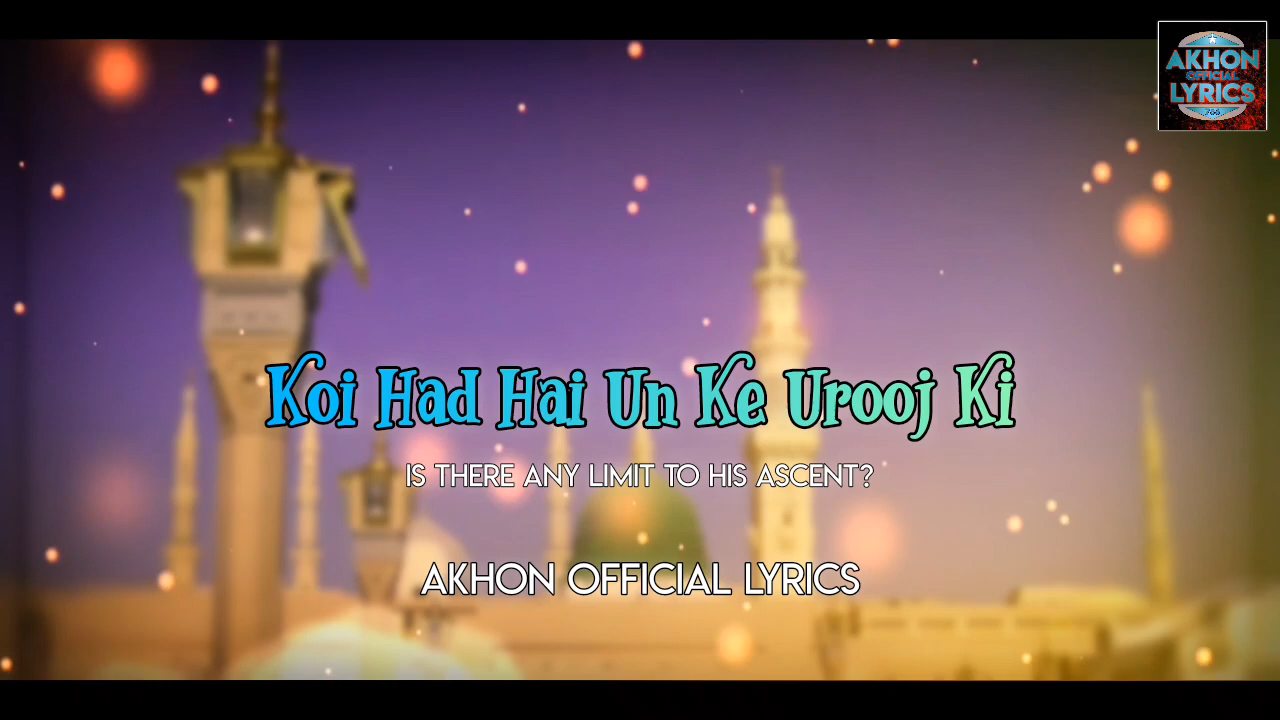 AKHON
OFFICIAL
LYRICS
Koi Had Hai Un Ke Urooj Ki
IS THERE ANY LIMIT TO HIS ASCENT?
AKHON OFFICIAL LYRICS